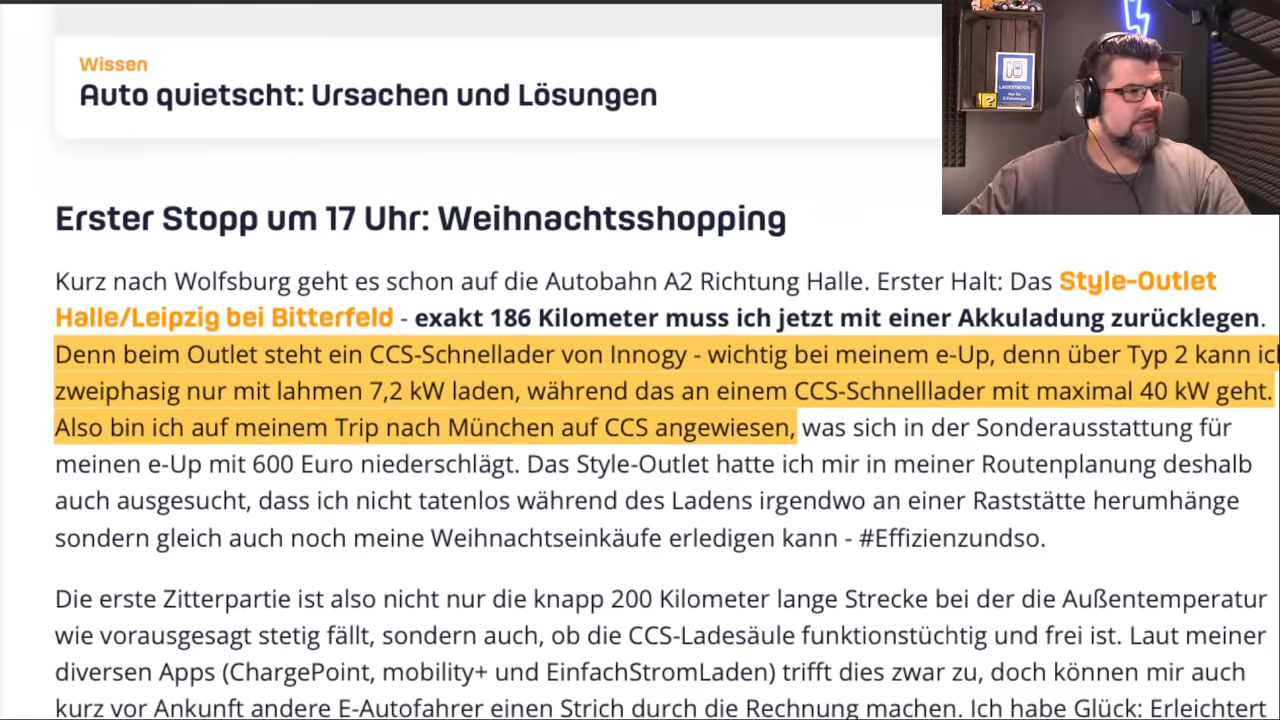 Wissen
Auto quietscht: Ursachen und Lösungen
LADESTATION
Nur für
E-Fahrzeuge
Erster Stopp um 17 Uhr: Weihnachtsshopping
Kurz nach Wolfsburg geht es schon auf die Autobahn A2 Richtung Halle. Erster Halt: Das Style-Outlet
Halle/Leipzig bei Bitterfeld - exakt 186 Kilometer muss ich jetzt mit einer Akkuladung zurücklegen.
Denn beim Outlet steht ein CCS-Schnellader von Innogy - wichtig bei meinem e-Up, denn über Typ 2 kann ich
zweiphasig nur mit lahmen 7,2 kW laden, während das an einem CCS-Schnelllader mit maximal 40 kW geht.
Also bin ich auf meinem Trip nach München auf CCS angewiesen, was sich in der Sonderausstattung für
meinen e-Up mit 600 Euro niederschlägt. Das Style-Outlet hatte ich mir in meiner Routenplanung deshalb
auch ausgesucht, dass ich nicht tatenlos während des Ladens irgendwo an einer Raststätte herumhänge
sondern gleich auch noch meine Weihnachtseinkäufe erledigen kann - #Effizienzundso.
Die erste Zitterpartie ist also nicht nur die knapp 200 Kilometer lange Strecke bei der die Außentemperatur
wie vorausgesagt stetig fällt, sondern auch, ob die CCS-Ladesäule funktionstüchtig und frei ist. Laut meiner
diversen Apps (ChargePoint, mobility+ und EinfachStromLaden) trifft dies zwar zu, doch können mir auch
kurz vor Ankunft andere E-Autofahrer einen Strich durch die Rechnung machen. Ich habe Glück: Erleichtert